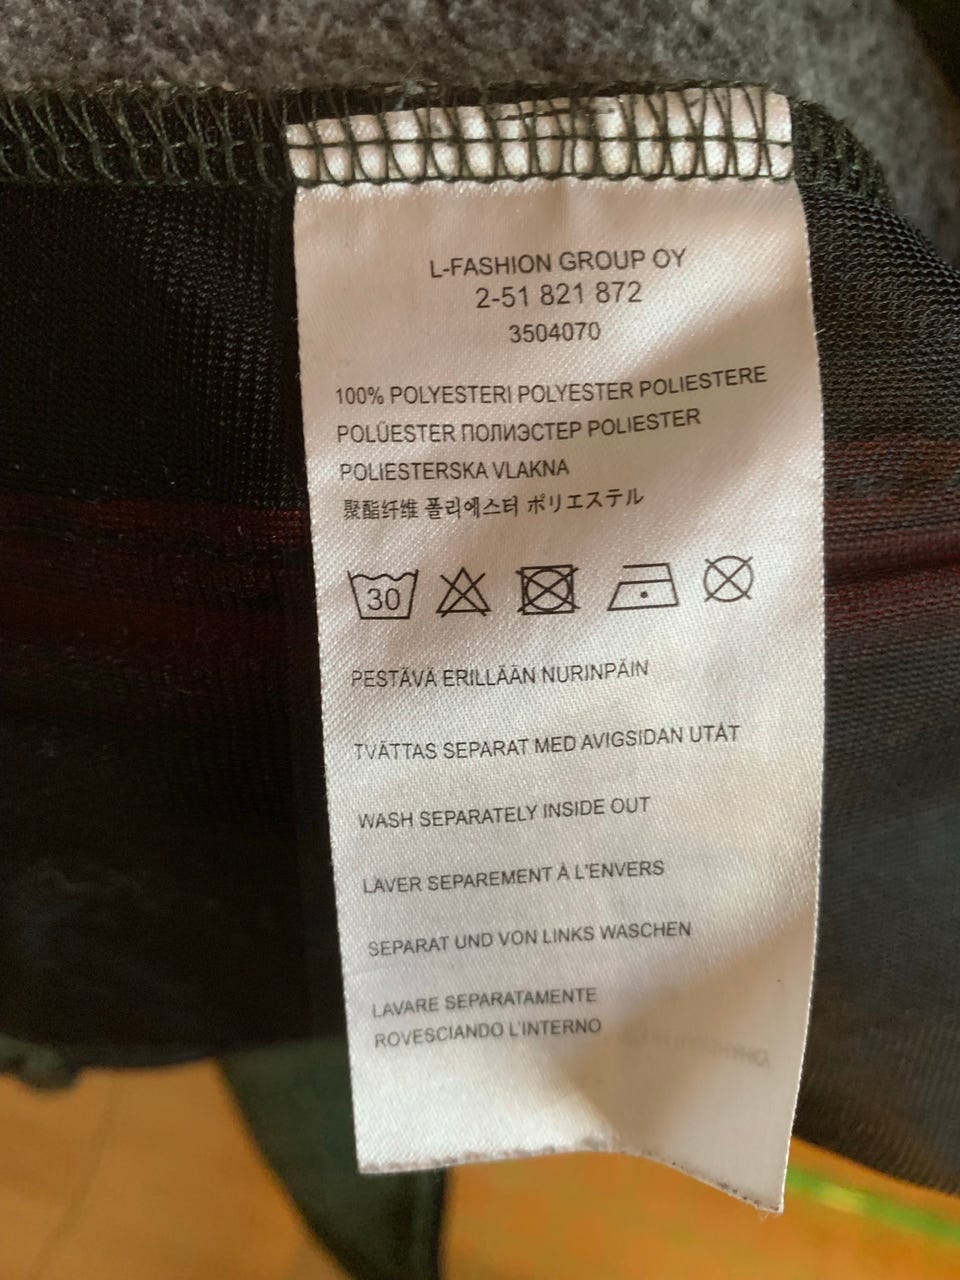 L-FASHION GROUP OY
2-51 821 872
3504070
100% POLYESTERI POLYESTER POLIESTERE
POLÜESTER ПОЛИЭСТЕР POLIESTER
POLIESTERSKA VLAKNA
聚酯纤维 폴리에스터 ポリエステル
30
PESTÄVÄ ERILLÄÄN NURINPÄIN
TVÄTTAS SEPARAT MED AVIGSIDAN UTÅT
WASH SEPARATELY INSIDE OUT
LAVER SEPAREMENT À L'ENVERS
SEPARAT UND VON LINKS WASCHEN
LAVARE SEPARATAMENTE
ROVESCIANDO L'INTERNO